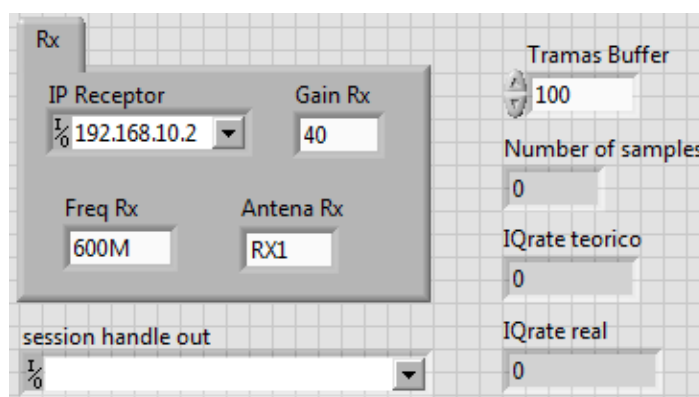 Rx
IP Receptor
Gain Rx
192.168.10.2
40
Freq Rx
Antena Rx
600M
RX1
session handle out
Tramas Buffer
100
Number of samples
0
IQrate teorico
0
IQrate real
0